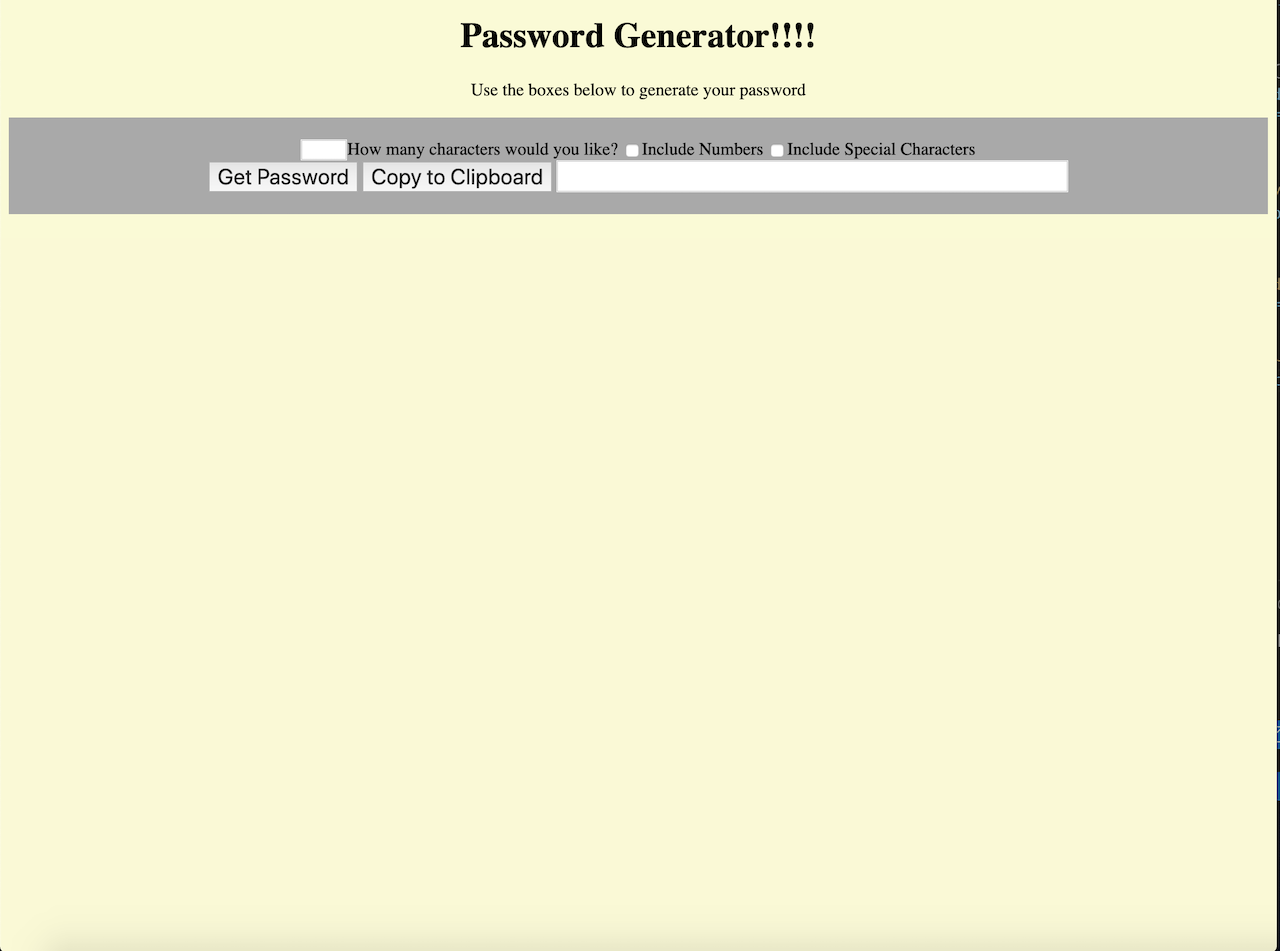 Password Generator!!!!
Use the boxes below to generate your password
How many characters would you like? Include Numbers Include Special Characters
Get Password Copy to Clipboard